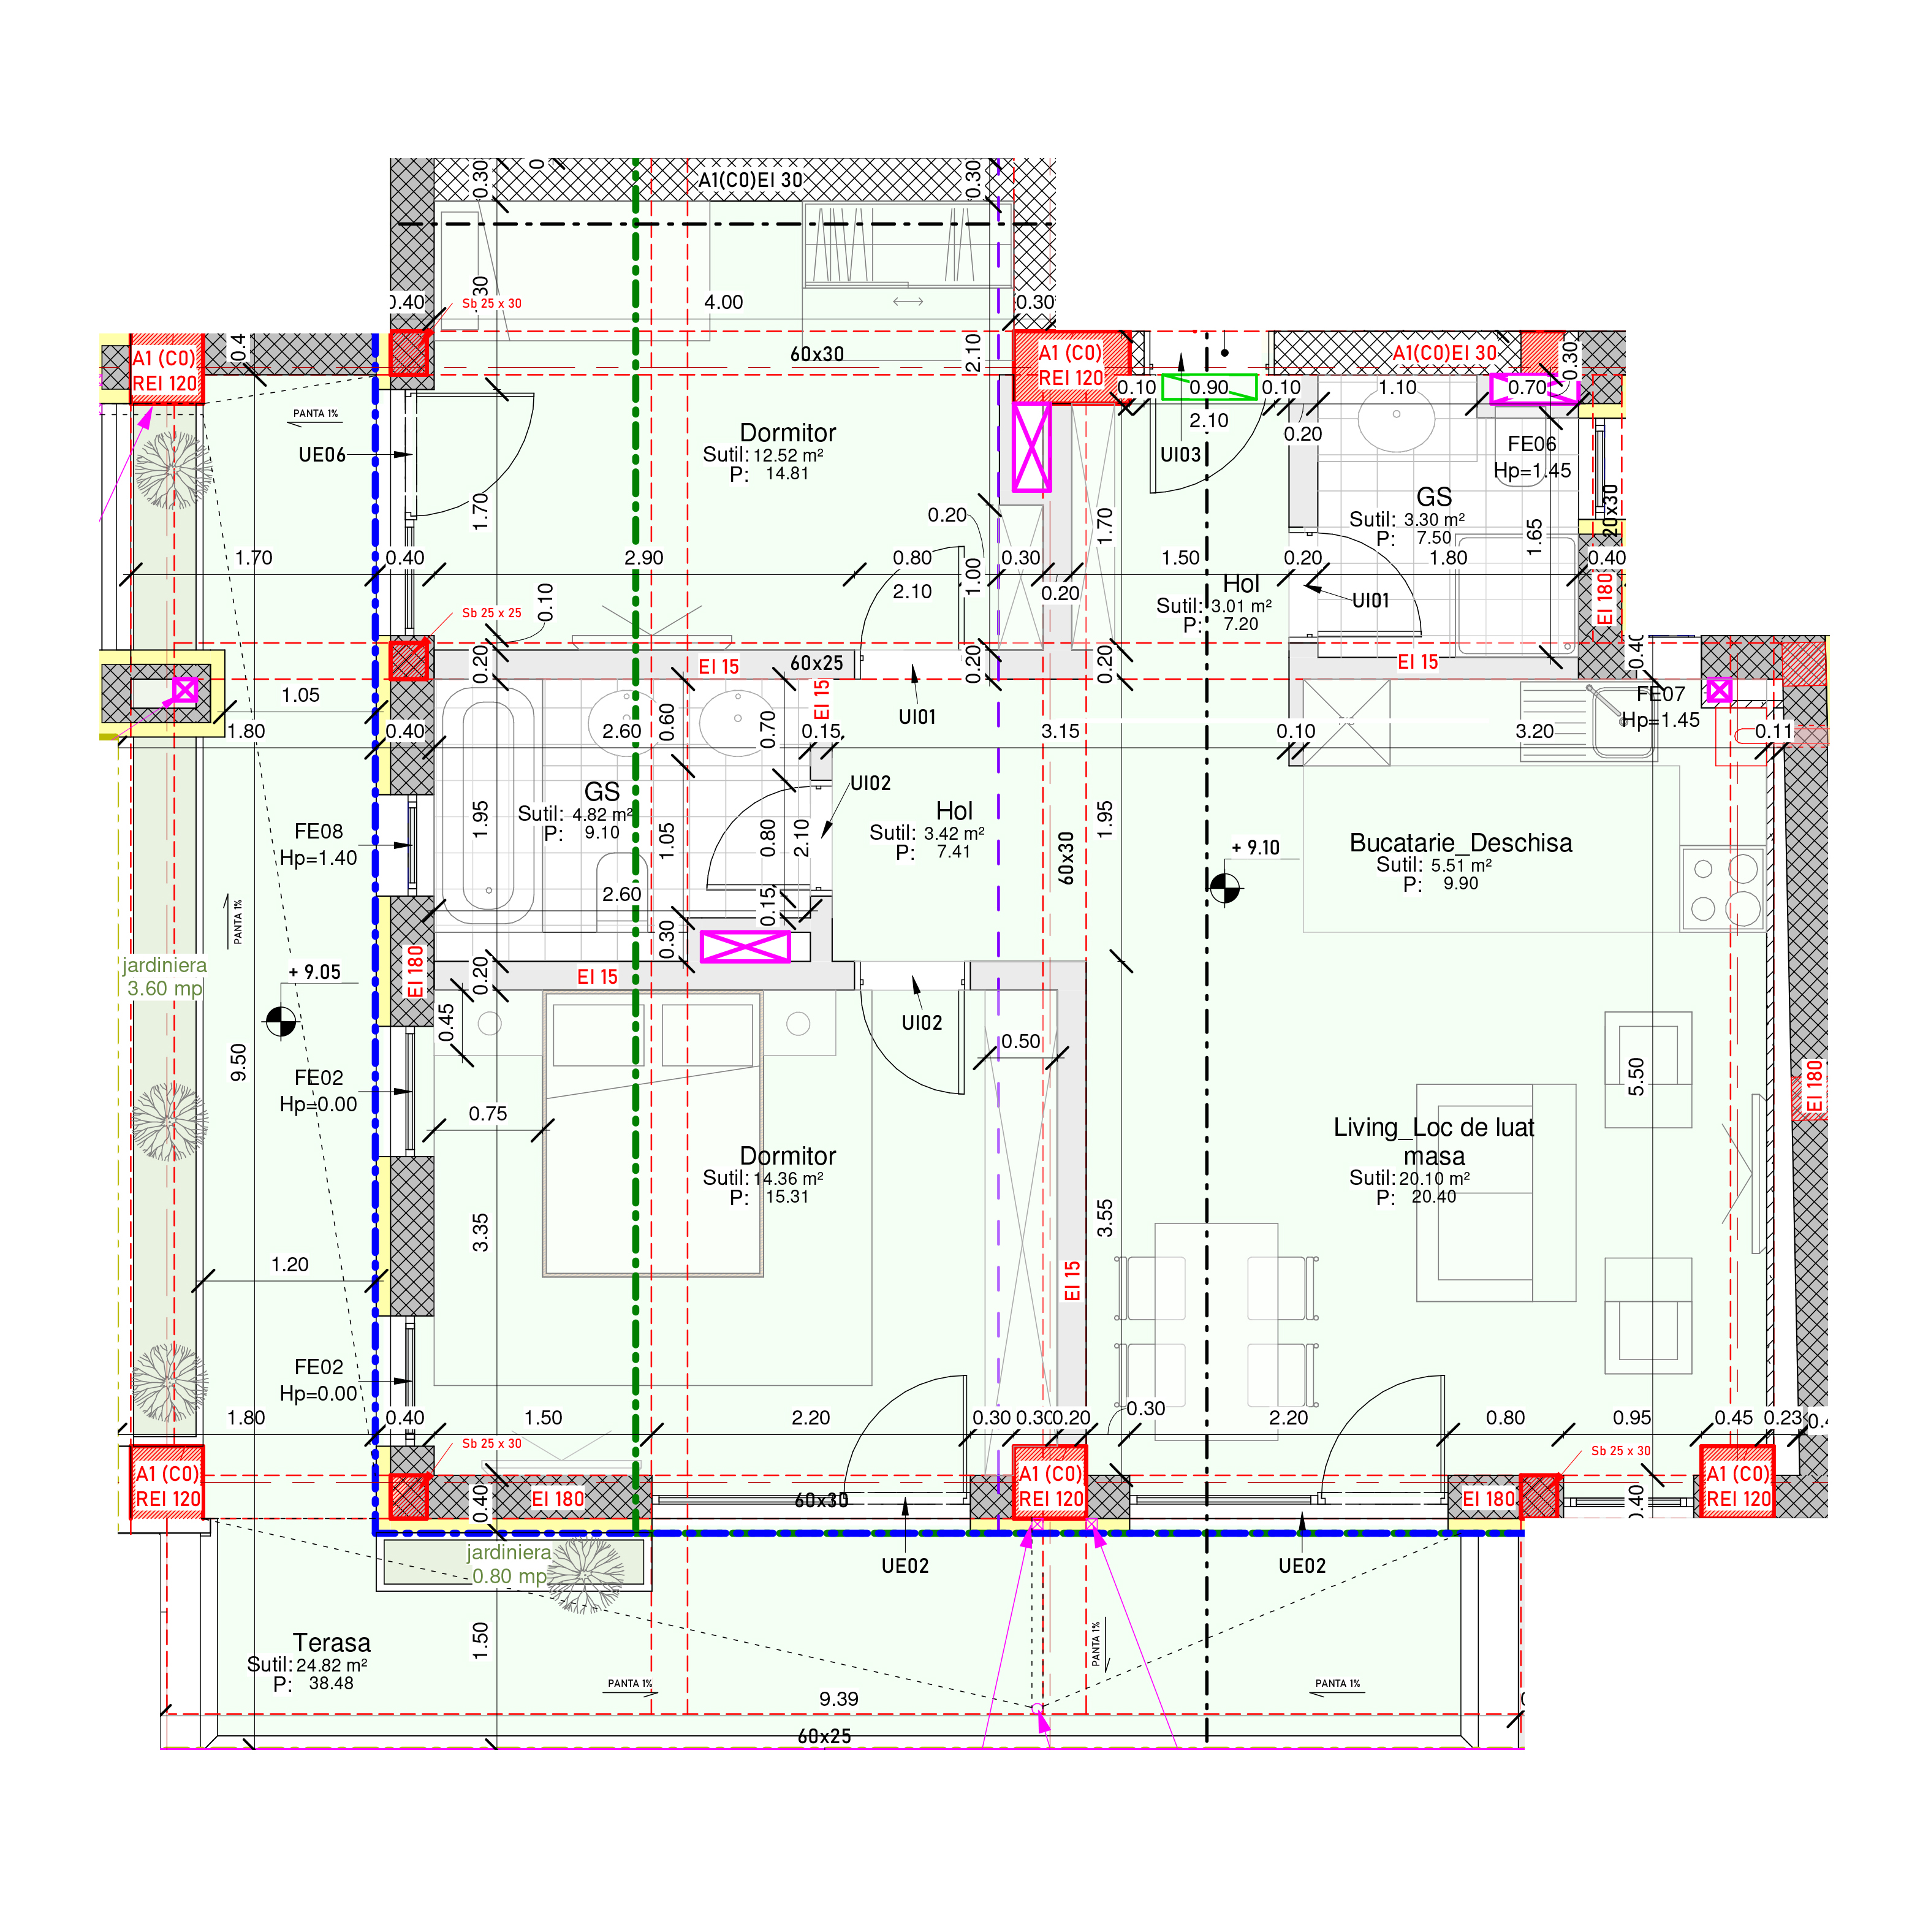 0.30
0
A1(C0)EI 30
0.30
0.40
Sb 25 x 30
.30
4.00
0.30
A1 (C0)
REI 120
0.4
60x30
2.10
A1 (C0)
REI 120
A1(C0)EI 30
0.30
0.10
0.90
0.10
1.10
0.70
2.10
0.20
PANTA 1%
UE06
Dormitor
Sutil: 12.52 m²
P: 14.81
UI03
FE06
Hp=1.45
GS
Sutil: 3.30 m²
P: 7.50
20x30
1.70
0.20
1.70
1.65
1.70
0.40
2.90
0.80
2.10
1.00
0.30
0.20
1.50
0.20
1.80
0.40
Hol
Sutil: 3.01 m²
P: 7.20
UI01
EI 180
Sb 25 x 25
0.10
0.20
EI 15
60x25
0.20
0.20
EI 15
0.40
1.05
EI 15
UI01
FE07
Hp=1.45
1.80
0.40
2.60
0.60
0.70
0.15
3.15
0.10
3.20
0.11
GS
Sutil: 4.82 m²
P: 9.10
UI02
FE08
Hp=1.40
1.95
1.05
0.80
2.10
Hol
Sutil: 3.42 m²
P: 7.41
60x30
1.95
+ 9.10
Bucatarie_Deschisa
Sutil: 5.51 m²
P: 9.90
PANTA 1%
2.60
0.15
0.30
jardiniera
3.60 mp
+ 9.05
EI 180
0.20
EI 15
0.45
UI02
0.50
9.50
FE02
Hp=0.00
0.75
5.50
EI 180
Dormitor
Sutil: 14.36 m²
P: 15.31
Living_Loc de luat
masa
Sutil: 20.10 m²
P: 20.40
3.35
3.55
1.20
EI 15
FE02
Hp=0.00
1.80
0.40
1.50
2.20
0.30
0.30
0.20
0.30
2.20
0.80
0.95
0.45
0.23
Sb 25 x 30
Sb 25 x 30
A1 (C0)
REI 120
0.40
EI 180
60x30
A1 (C0)
REI 120
EI 180
0.40
A1 (C0)
REI 120
jardiniera
0.80 mp
UE02
UE02
Terasa
Sutil: 24.82 m²
P: 38.48
1.50
PANTA 1%
PANTA 1%
PANTA 1%
9.39
60x25